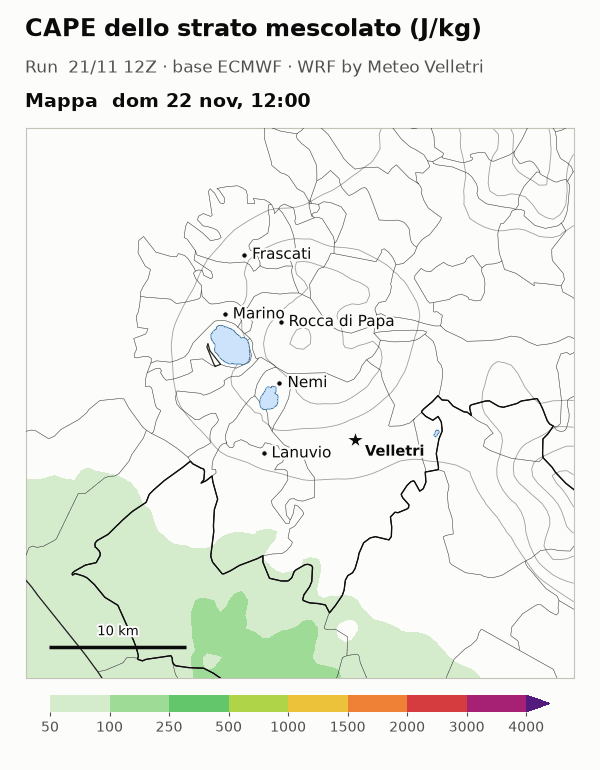 CAPE dello strato mescolato (J/kg)
Run  21/11 12Z · base ECMWF · WRF by Meteo Velletri
Mappa  dom 22 nov, 12:00
Frascati
Marino
Rocca di Papa
Nemi
Velletri
Lanuvio
10 km
50 100 250 500 1000 1500 2000 3000 4000